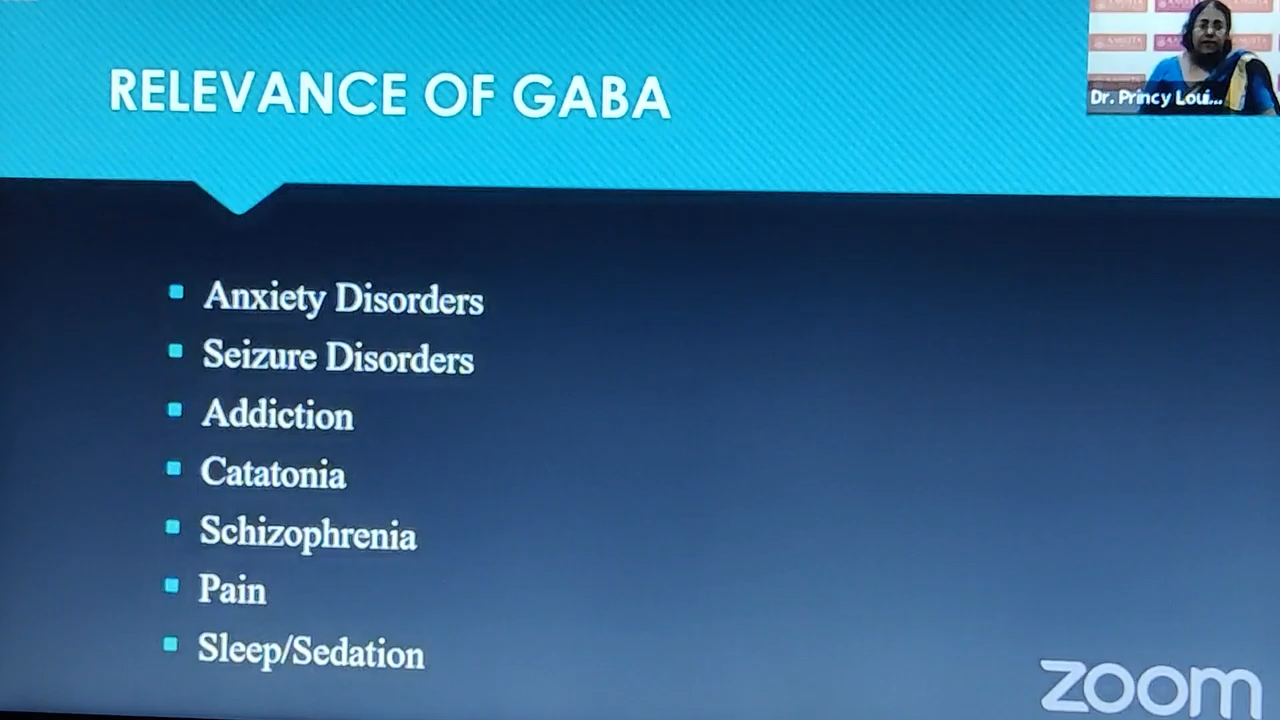 RELEVANCE OF GABA
Dr. Princy Loui...
Anxiety Disorders
Seizure Disorders
Addiction
Catatonia
Schizophrenia
Pain
Sleep/Sedation
zoom